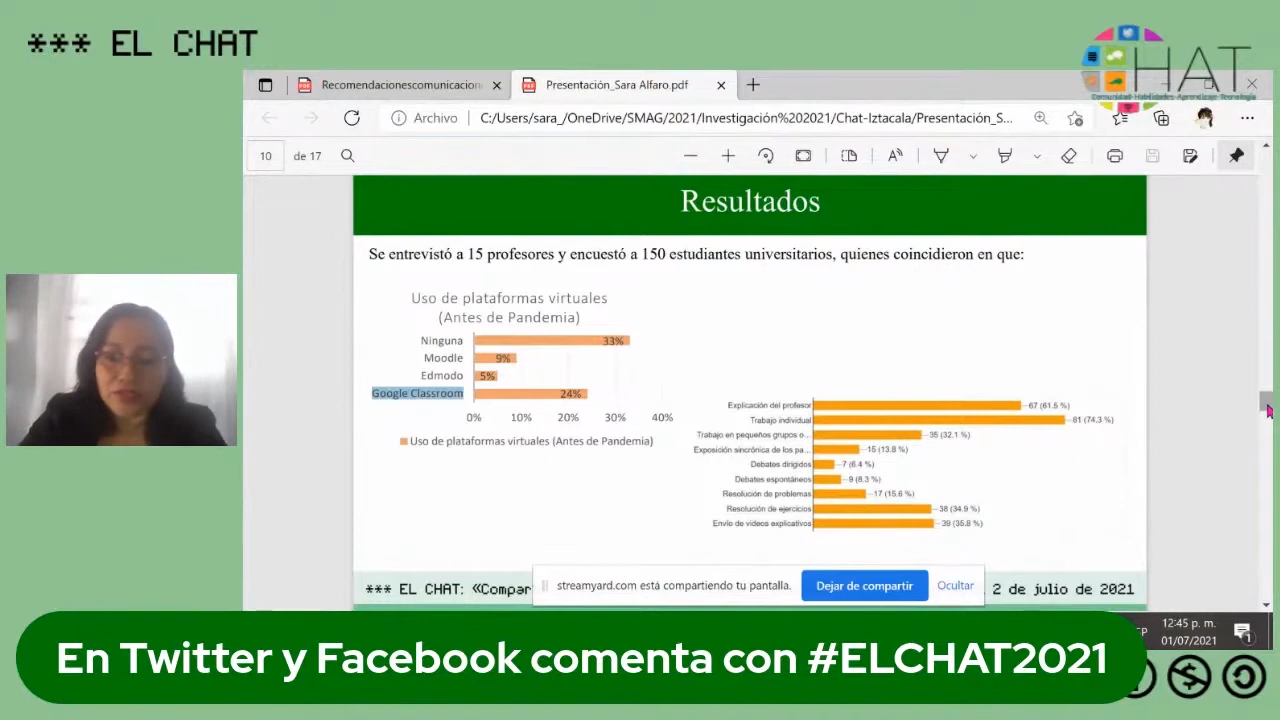 *** EL CHAT
HAT
Comunidad Habilidades Aprendizaje Tecnología
Recomendacionescomunicacion
Presentación_Sara Alfaro.pdf
Archivo
C:/Users/sara_/OneDrive/SMAG/2021/Investigación%202021/Chat-Iztacala/Presentación_S...
10 de 17
Resultados
Se entrevistó a 15 profesores y encuestó a 150 estudiantes universitarios, quienes coincidieron en que:
Uso de plataformas virtuales
(Antes de Pandemia)
Ninguna 33%
Moodle 9%
Edmodo 5%
Google Classroom 24%
0% 10% 20% 30% 40%
Uso de plataformas virtuales (Antes de Pandemia)
Explicación del profesor 67 (61.5 %)
Trabajo individual 81 (74.3 %)
Trabajo en pequeños grupos o... 35 (32.1 %)
Exposición sincrónica de los pa... 15 (13.8 %)
Debates dirigidos 7 (6.4 %)
Debates espontáneos 9 (8.3 %)
Resolución de problemas 17 (15.6 %)
Resolución de ejercicios 38 (34.9 %)
Envío de videos explicativos 39 (35.8 %)
*** EL CHAT: «Compar
2 de julio de 2021
streamyard.com está compartiendo tu pantalla.
Dejar de compartir
Ocultar
12:45 p. m.
01/07/2021
En Twitter y Facebook comenta con #ELCHAT2021